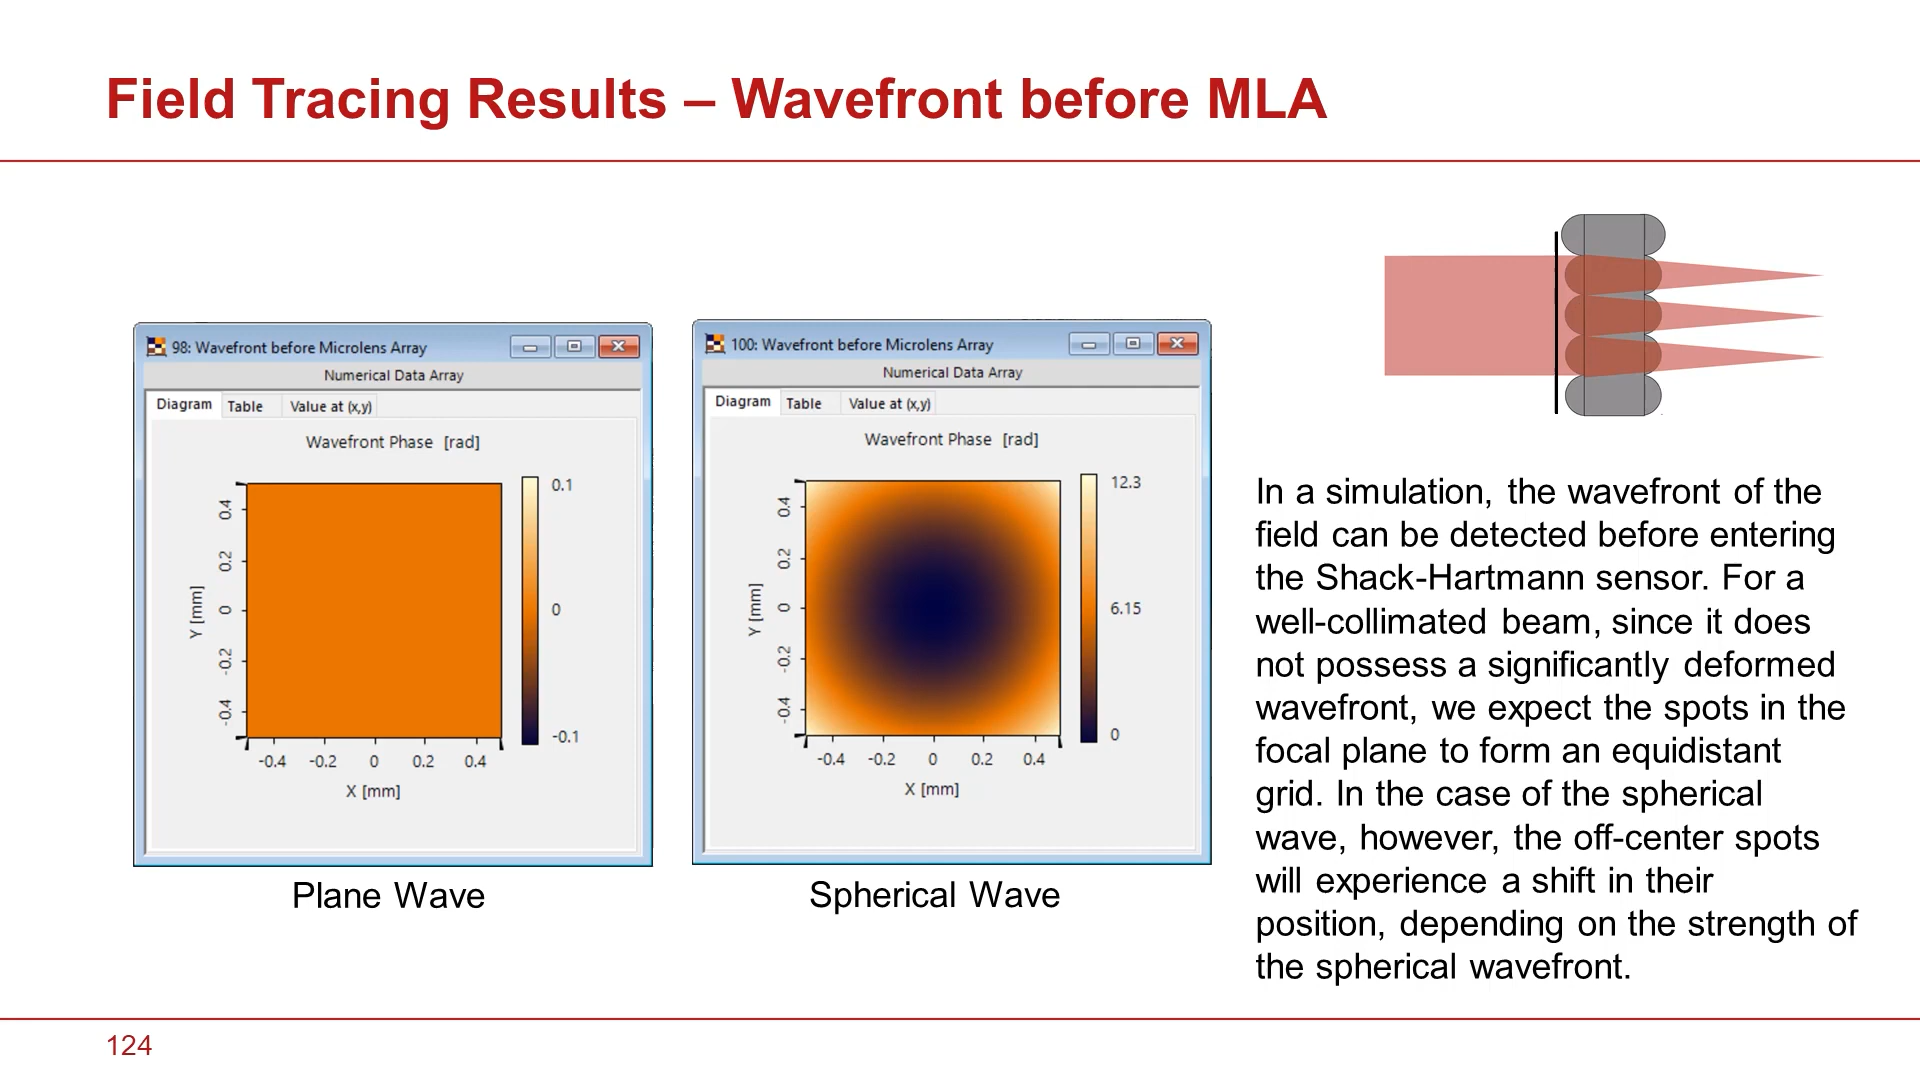 Field Tracing Results – Wavefront before MLA
98: Wavefront before Microlens Array
Numerical Data Array
Diagram Table Value at (x,y)
Wavefront Phase [rad]
0.1
0
-0.1
Y [mm]
0.4
0.2
0
-0.2
-0.4
-0.4 -0.2 0 0.2 0.4
X [mm]
Plane Wave
100: Wavefront before Microlens Array
Numerical Data Array
Diagram Table Value at (x,y)
Wavefront Phase [rad]
12.3
6.15
0
Y [mm]
0.4
0.2
0
-0.2
-0.4
-0.4 -0.2 0 0.2 0.4
X [mm]
Spherical Wave
In a simulation, the wavefront of the
field can be detected before entering
the Shack-Hartmann sensor. For a
well-collimated beam, since it does
not possess a significantly deformed
wavefront, we expect the spots in the
focal plane to form an equidistant
grid. In the case of the spherical
wave, however, the off-center spots
will experience a shift in their
position, depending on the strength of
the spherical wavefront.
124